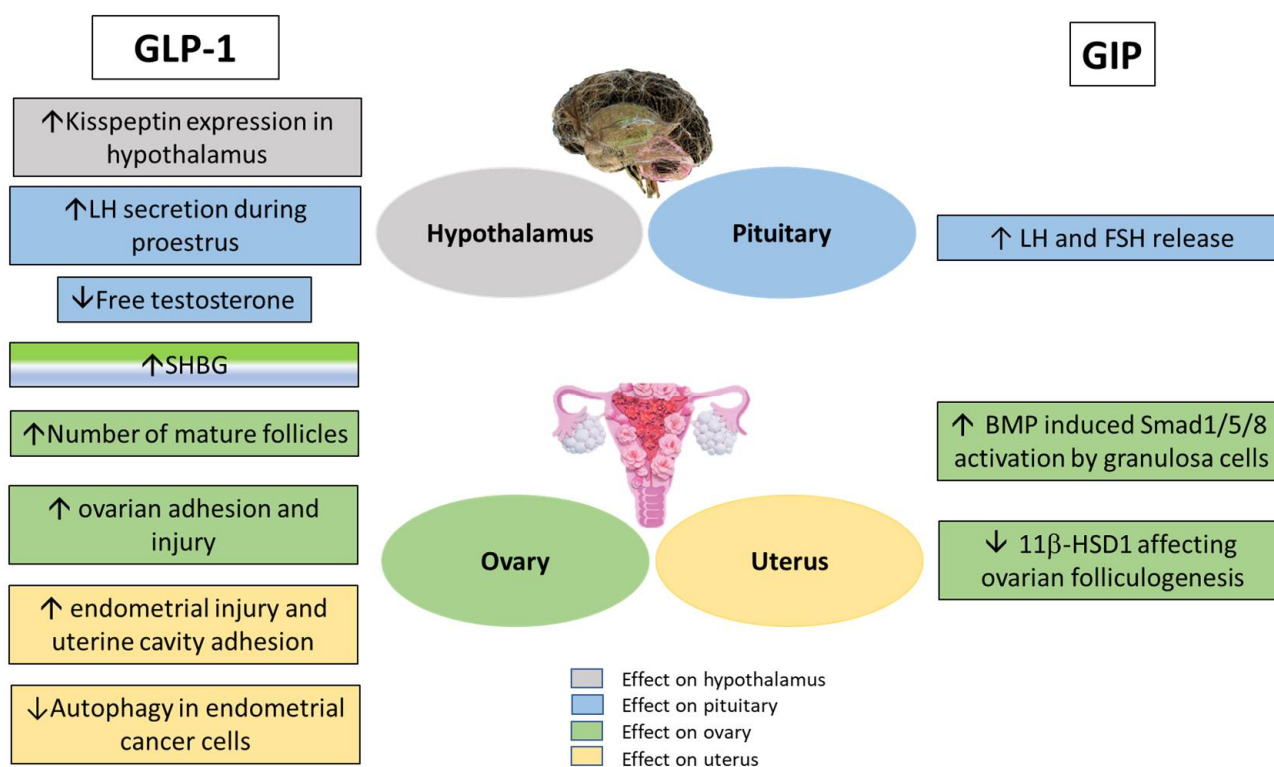 GLP-1
↑Kisspeptin expression in
hypothalamus
↑LH secretion during
proestrus
↓Free testosterone
↑SHBG
↑Number of mature follicles
↑ ovarian adhesion and
injury
↑ endometrial injury and
uterine cavity adhesion
↓Autophagy in endometrial
cancer cells
Hypothalamus
Pituitary
Ovary
Uterus
Effect on hypothalamus
Effect on pituitary
Effect on ovary
Effect on uterus
GIP
↑ LH and FSH release
↑ BMP induced Smad1/5/8
activation by granulosa cells
↓ 11β-HSD1 affecting
ovarian folliculogenesis